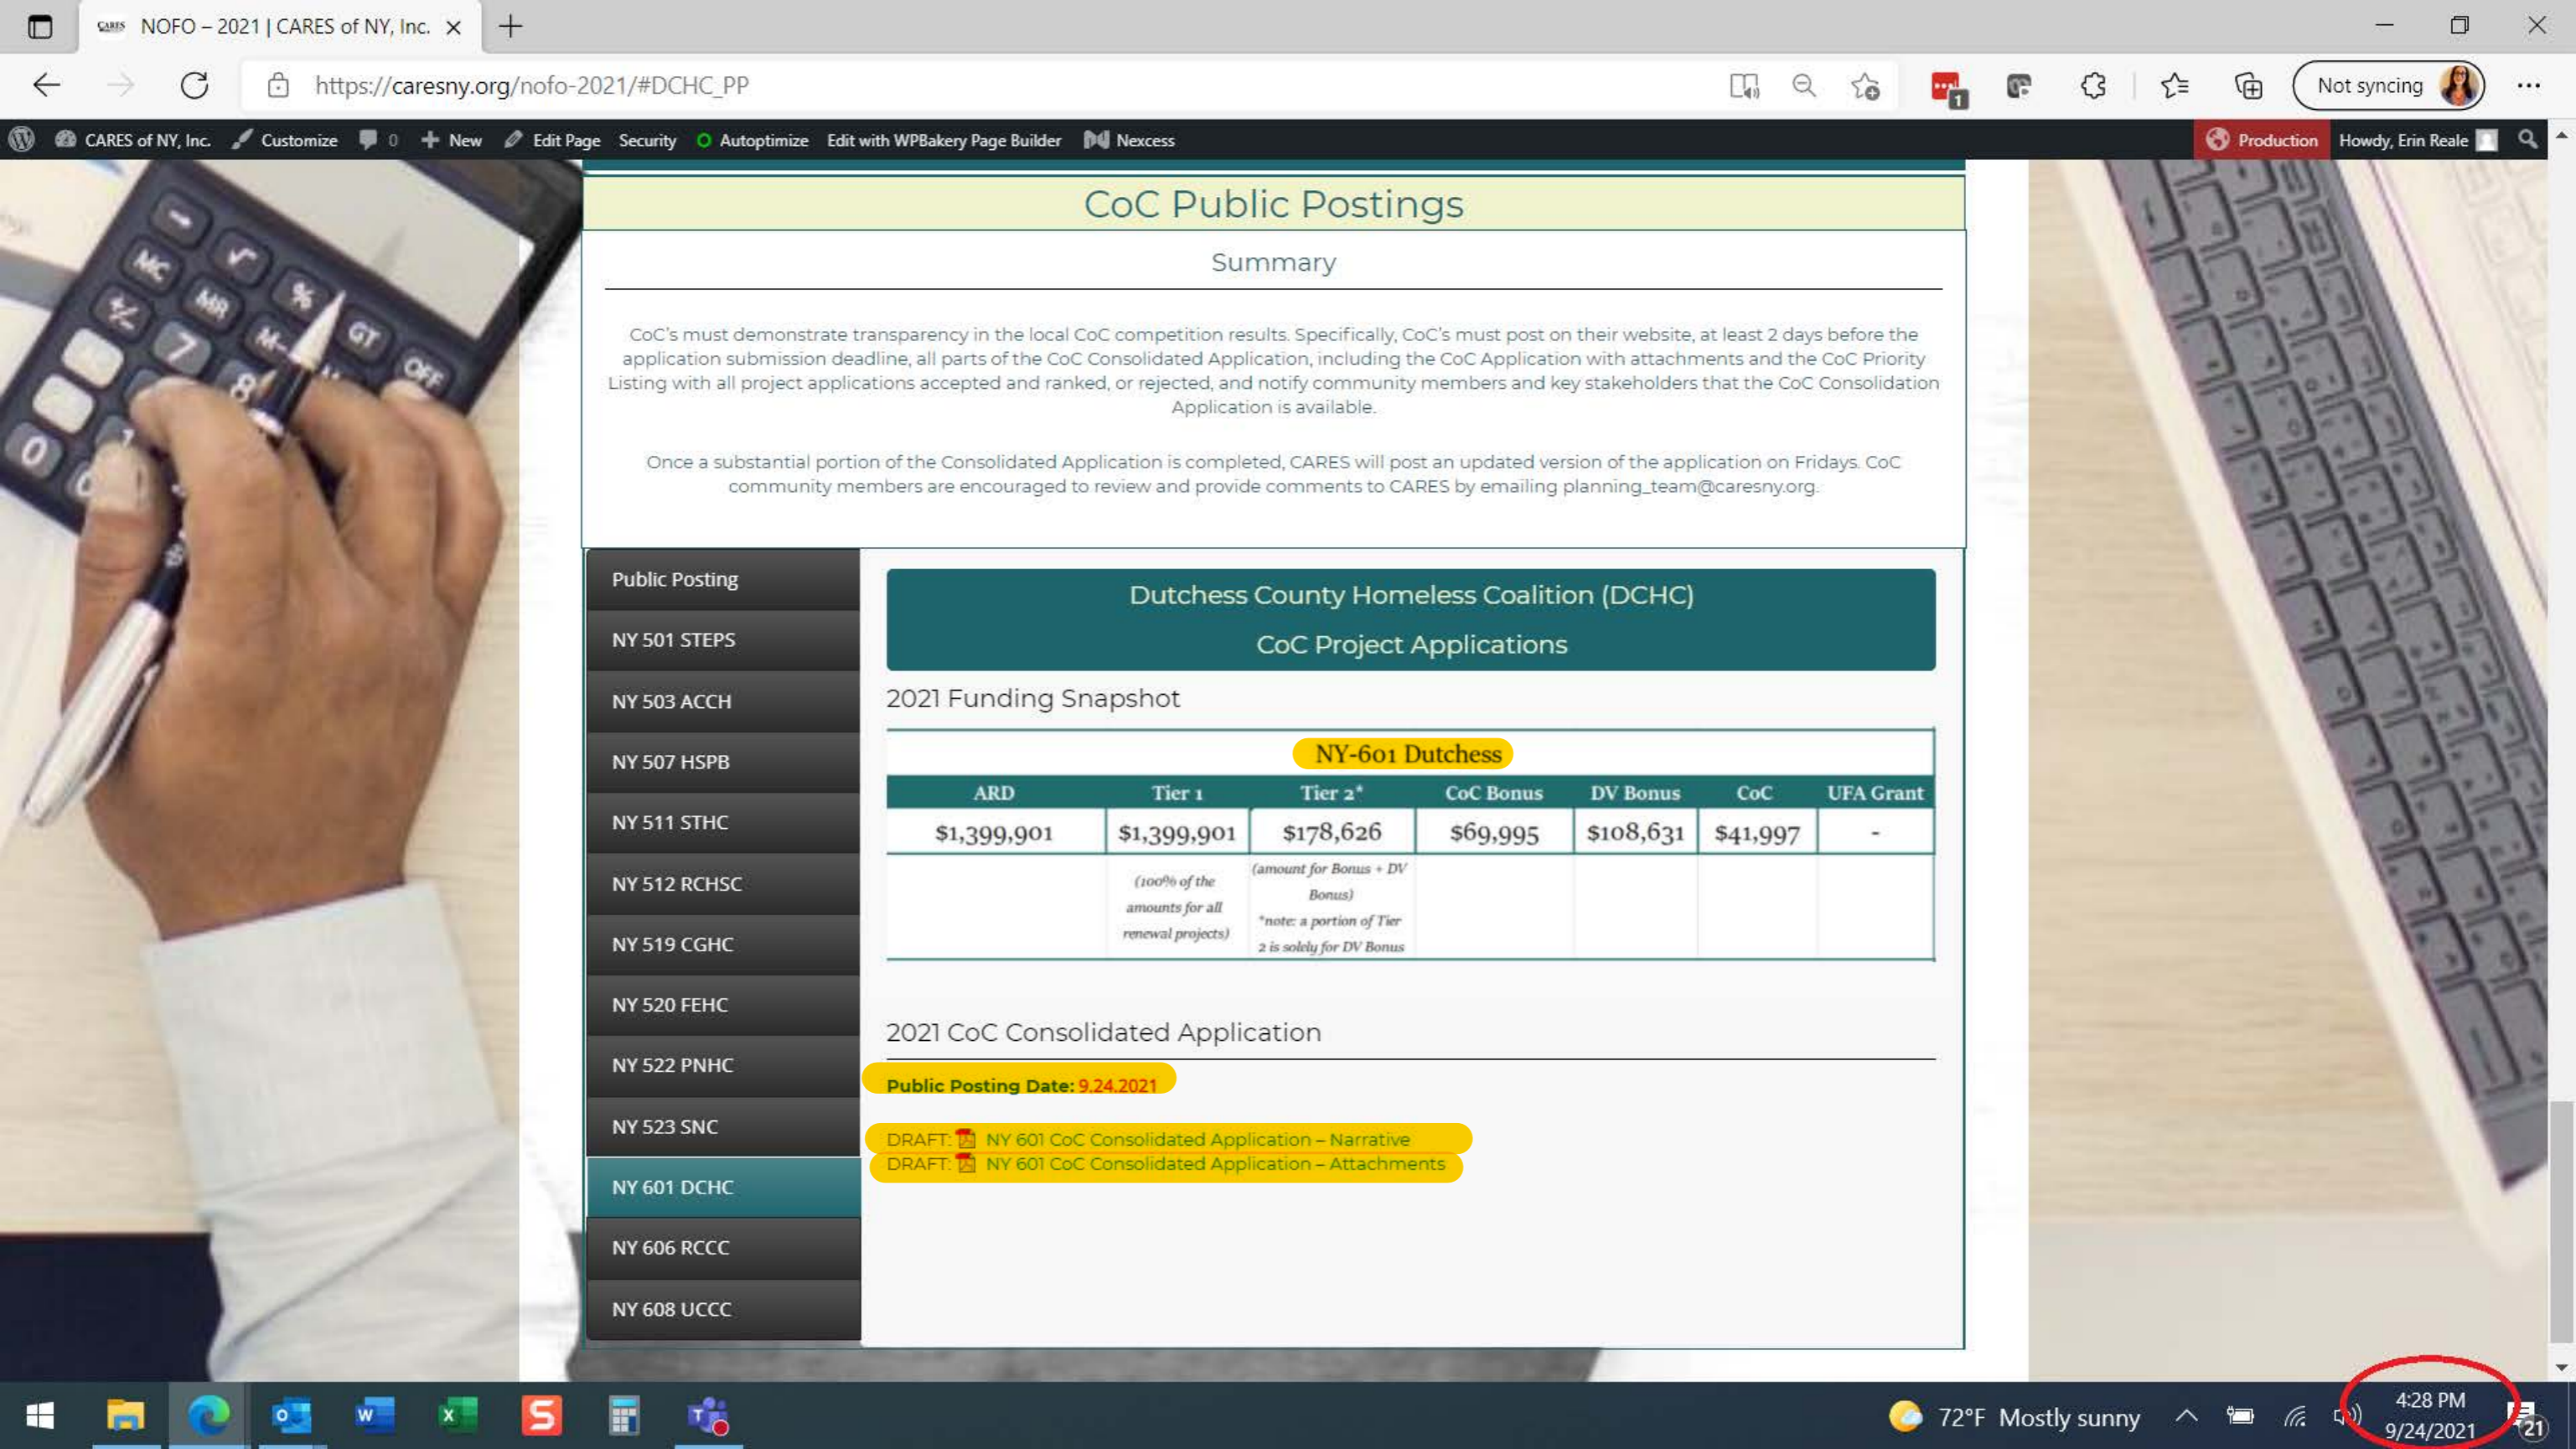 NOFO – 2021 | CARES of NY, Inc.
https://caresny.org/nofo-2021/#DCHC_PP
1
Not syncing
CARES of NY, Inc. Customize 0 New Edit Page Security Autoptimize Edit with WPBakery Page Builder Nexcess Production Howdy, Erin Reale
CoC Public Postings
Summary
CoC's must demonstrate transparency in the local CoC competition results. Specifically, CoC's must post on their website, at least 2 days before the
application submission deadline, all parts of the CoC Consolidated Application, including the CoC Application with attachments and the CoC Priority
Listing with all project applications accepted and ranked, or rejected, and notify community members and key stakeholders that the CoC Consolidation
Application is available.
Once a substantial portion of the Consolidated Application is completed, CARES will post an updated version of the application on Fridays. CoC
community members are encouraged to review and provide comments to CARES by emailing planning_team@caresny.org.
Public Posting
NY 501 STEPS
NY 503 ACCH
NY 507 HSPB
NY 511 STHC
NY 512 RCHSC
NY 519 CGHC
NY 520 FEHC
NY 522 PNHC
NY 523 SNC
NY 601 DCHC
NY 606 RCCC
NY 608 UCCC
Dutchess County Homeless Coalition (DCHC)
CoC Project Applications
2021 Funding Snapshot
NY-601 Dutchess
ARD Tier 1 Tier 2* CoC Bonus DV Bonus CoC UFA Grant
$1,399,901 $1,399,901 $178,626 $69,995 $108,631 $41,997 -
(100% of the
amounts for all
renewal projects)
(amount for Bonus + DV
Bonus)
*note: a portion of Tier
2 is solely for DV Bonus
2021 CoC Consolidated Application
Public Posting Date: 9.24.2021
DRAFT: NY 601 CoC Consolidated Application – Narrative
DRAFT: NY 601 CoC Consolidated Application – Attachments
MC
MR
%
GT
OFF
+/-
7
8
M-
0
72°F Mostly sunny
4:28 PM
9/24/2021
21